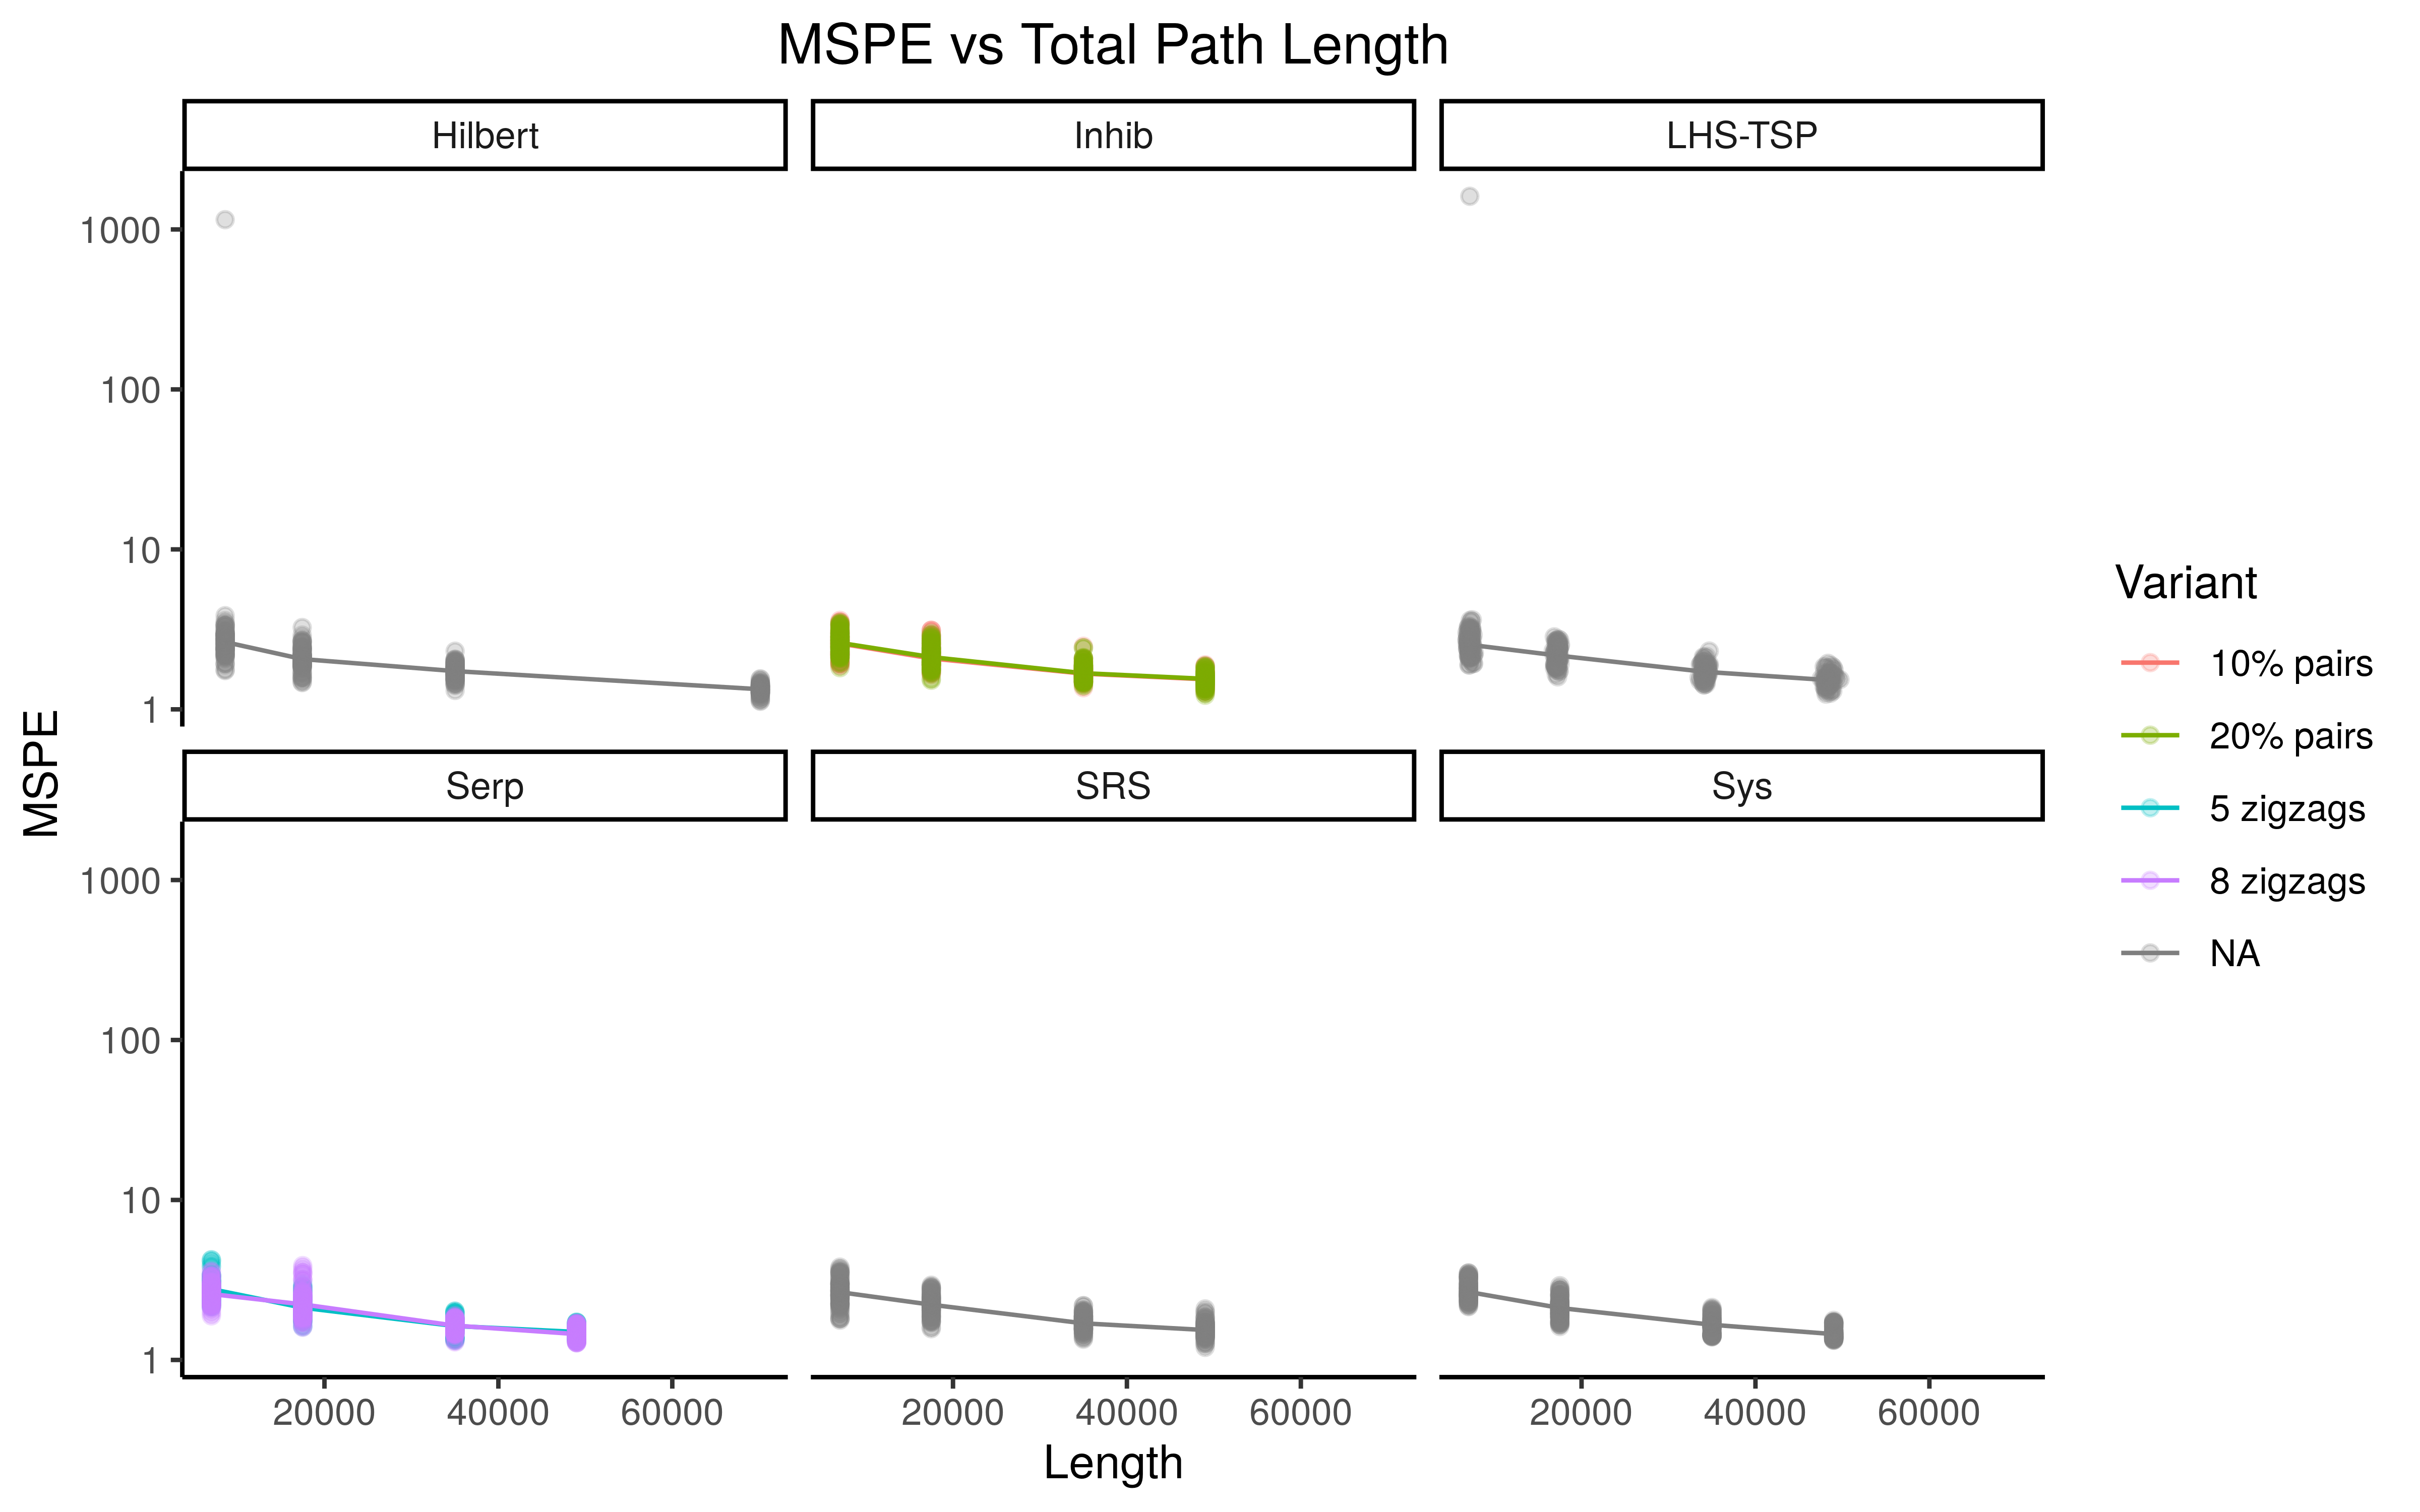 MSPE vs Total Path Length
Hilbert
Inhib
LHS-TSP
1000
100
10
1
MSPE
Serp
SRS
Sys
1000
100
10
1
20000 40000 60000
20000 40000 60000
20000 40000 60000
Length
Variant
10% pairs
20% pairs
5 zigzags
8 zigzags
NA